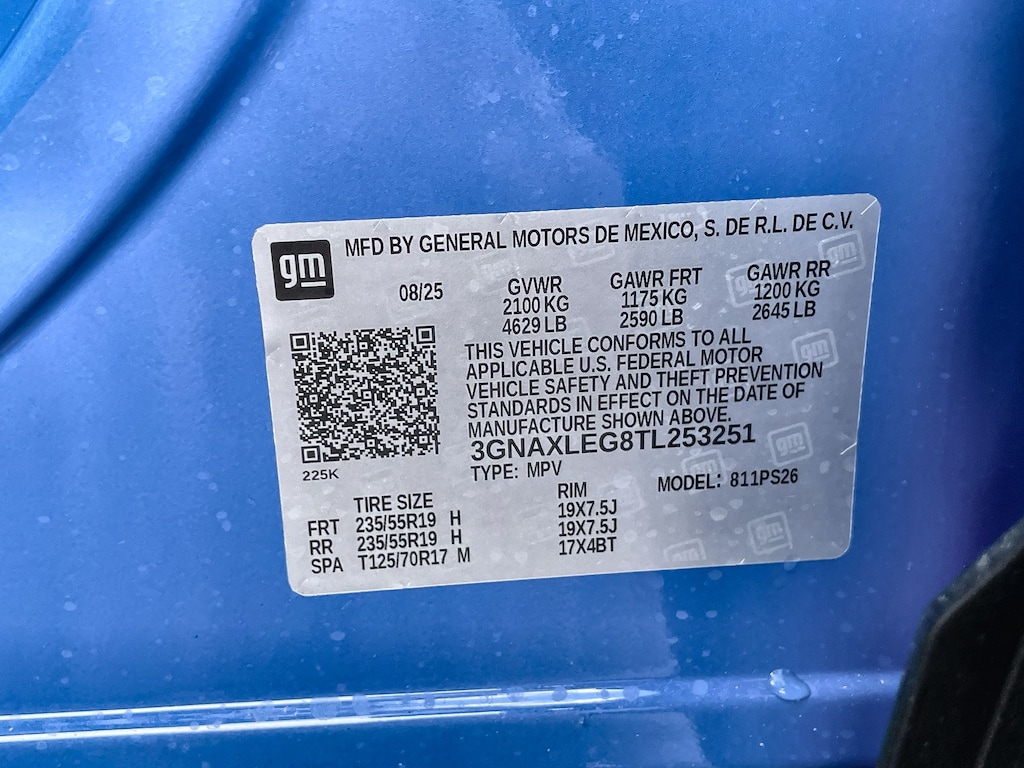 gm
MFD BY GENERAL MOTORS DE MEXICO, S. DE R.L. DE C.V.
08/25
GVWR GAWR FRT GAWR RR
2100 KG 1175 KG 1200 KG
4629 LB 2590 LB 2645 LB
THIS VEHICLE CONFORMS TO ALL
APPLICABLE U.S. FEDERAL MOTOR
VEHICLE SAFETY AND THEFT PREVENTION
STANDARDS IN EFFECT ON THE DATE OF
MANUFACTURE SHOWN ABOVE.
3GNAXLEG8TL253251
225K
TYPE: MPV MODEL: 811PS26
TIRE SIZE RIM
FRT 235/55R19 H 19X7.5J
RR 235/55R19 H 19X7.5J
SPA T125/70R17 M 17X4BT